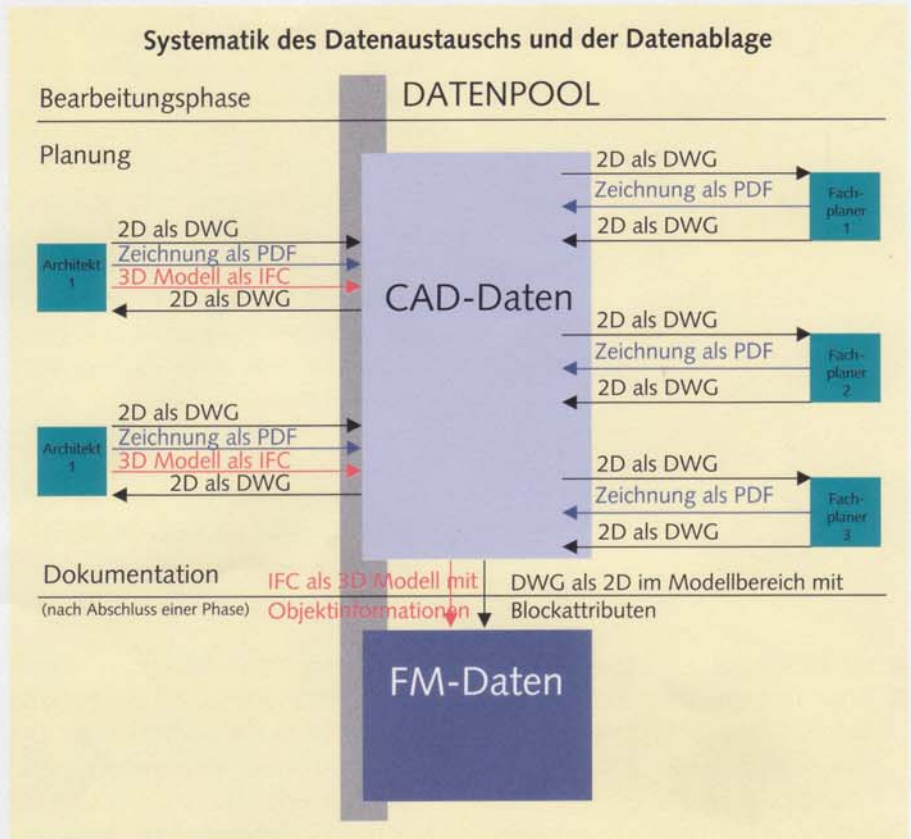 Systematik des Datenaustauschs und der Datenablage
Bearbeitungsphase
DATENPOOL
Planung
2D als DWG
Zeichnung als PDF
2D als DWG
Fach-
planer
1
Architekt
1
2D als DWG
Zeichnung als PDF
3D Modell als IFC
2D als DWG
CAD-Daten
2D als DWG
Zeichnung als PDF
2D als DWG
Fach-
planer
2
Architekt
1
2D als DWG
Zeichnung als PDF
3D Modell als IFC
2D als DWG
2D als DWG
Zeichnung als PDF
2D als DWG
Fach-
planer
3
Dokumentation
(nach Abschluss einer Phase)
IFC als 3D Modell mit
Objektinformationen
DWG als 2D im Modellbereich mit
Blockattributen
FM-Daten